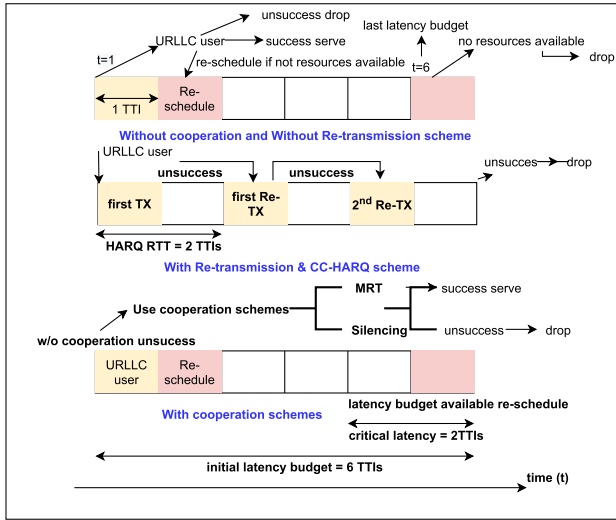 unsuccess drop
t=1
URLLC user
success serve
last latency budget
no resources available
re-schedule if not resources available
t=6
drop
1 TTI
Re-
schedule
Without cooperation and Without Re-transmission scheme
URLLC user
unsuccess
unsuccess
unsucces
drop
first TX
first Re-
TX
2nd Re-TX
HARQ RTT = 2 TTIs
With Re-transmission & CC-HARQ scheme
MRT
success serve
Use cooperation schemes
Silencing
unsuccess
drop
w/o cooperation unsucess
URLLC
user
Re-
schedule
With cooperation schemes
latency budget available re-schedule
critical latency = 2TTIs
initial latency budget = 6 TTIs
time (t)